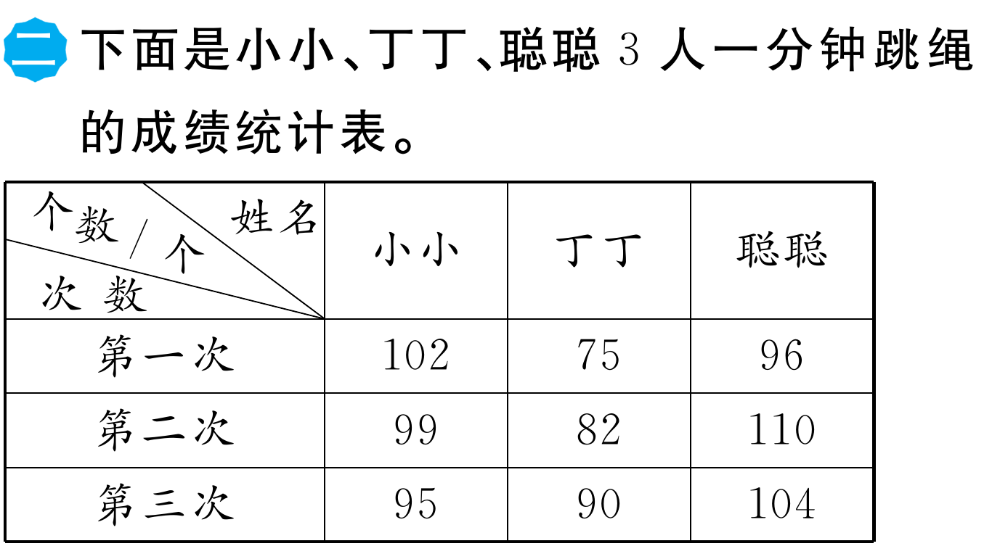 二 下面是小小、丁丁、聪聪 3 人一分钟跳绳
的成绩统计表。
个数/个 姓名 次数 小小 丁丁 聪聪
第一次 102 75 96
第二次 99 82 110
第三次 95 90 104